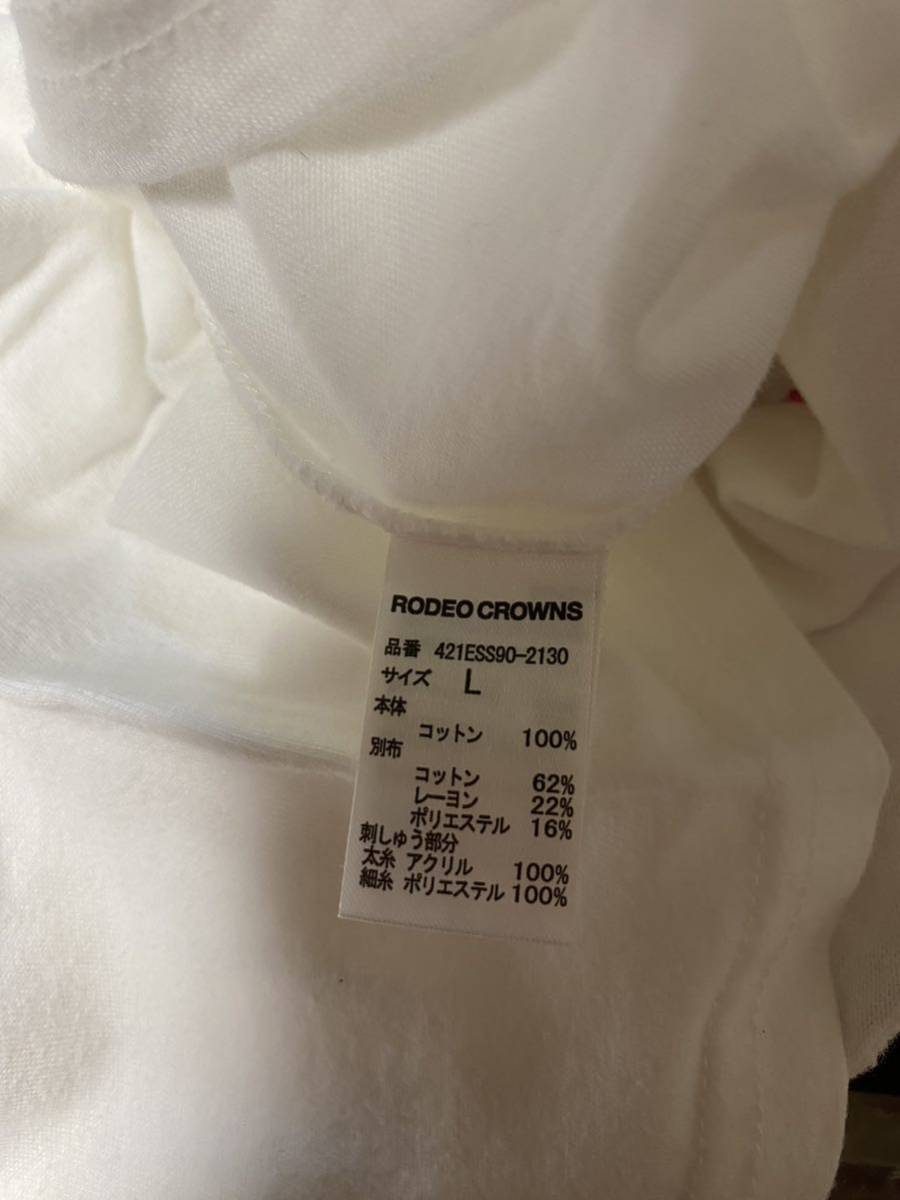 RODEO CROWNS
品番 421ESS90-2130
サイズ L
本体
コットン 100%
別布
コットン 62%
レーヨン 22%
ポリエステル 16%
刺しゅう部分
太糸 アクリル 100%
細糸 ポリエステル 100%